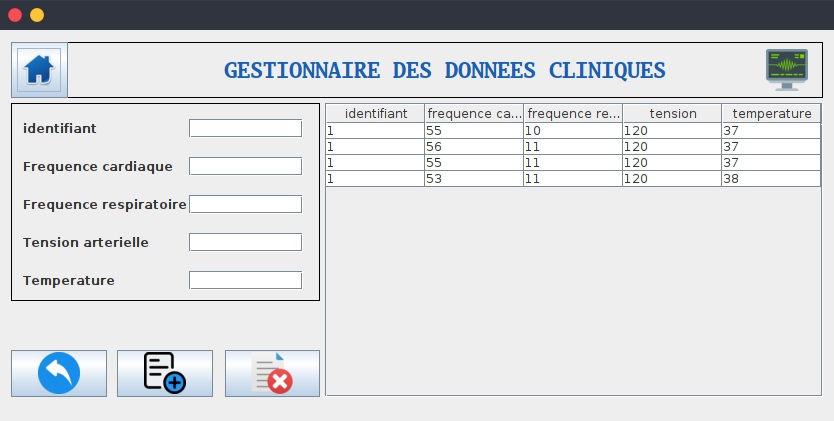 GESTIONNAIRE DES DONNEES CLINIQUES
identifiant
Frequence cardiaque
Frequence respiratoire
Tension arterielle
Temperature
identifiant frequence ca... frequence re... tension temperature
1 55 10 120 37
1 56 11 120 37
1 55 11 120 37
1 53 11 120 38